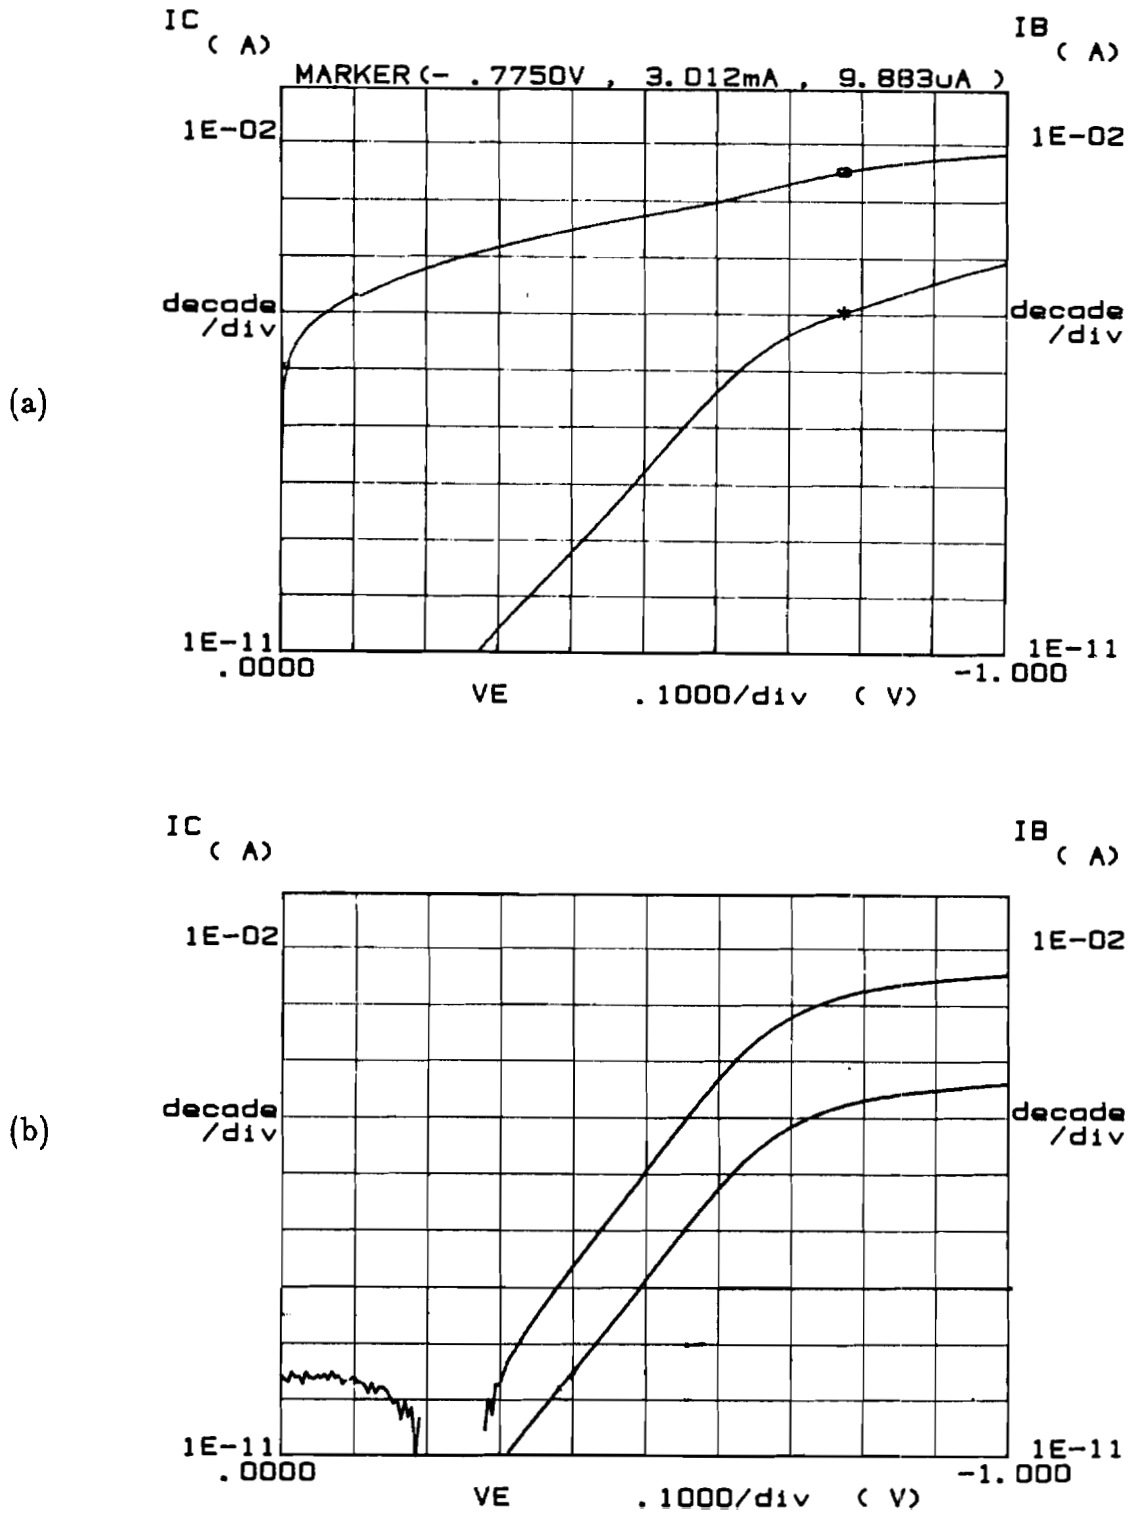 IC
( A)
IB
( A)
MARKER(- .7750V , 3.012mA , 9.883uA )
1E-02
1E-02
decade
/div
decade
/div
(a)
1E-11
1E-11
.0000
-1.000
VE .1000/div ( V)
IC
( A)
IB
( A)
1E-02
1E-02
decade
/div
decade
/div
(b)
1E-11
1E-11
.0000
-1.000
VE .1000/div ( V)